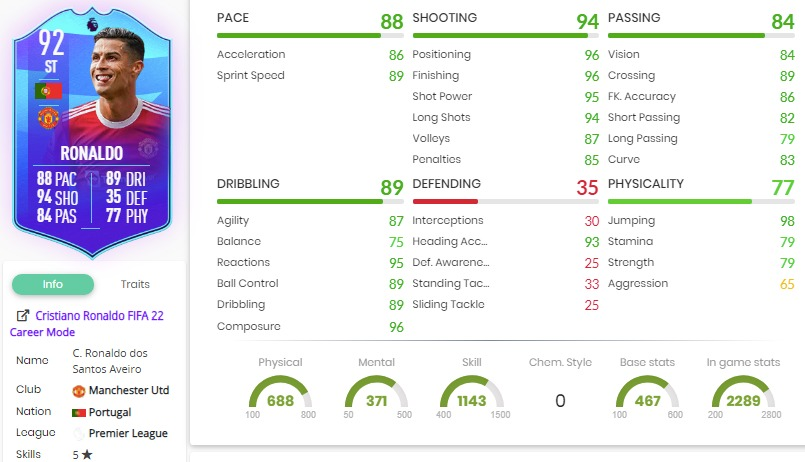 92
ST
RONALDO
88 PAC 89 DRI
94 SHO 35 DEF
84 PAS 77 PHY
Info Traits
Cristiano Ronaldo FIFA 22
Career Mode
Name C. Ronaldo dos
Santos Aveiro
Club Manchester Utd
Nation Portugal
League Premier League
Skills 5 ★
PACE 88
Acceleration 86
Sprint Speed 89
SHOOTING 94
Positioning 96
Finishing 96
Shot Power 95
Long Shots 94
Volleys 87
Penalties 85
PASSING 84
Vision 84
Crossing 89
FK. Accuracy 86
Short Passing 82
Long Passing 79
Curve 83
DRIBBLING 89
Agility 87
Balance 75
Reactions 95
Ball Control 89
Dribbling 89
Composure 96
DEFENDING 35
Interceptions 30
Heading Acc... 93
Def. Awarene... 25
Standing Tac... 33
Sliding Tackle 25
PHYSICALITY 77
Jumping 98
Stamina 79
Strength 79
Aggression 65
Physical Mental Skill Chem. Style Base stats In game stats
688 371 1143 0 467 2289
100 800 50 500 400 1500 100 600 200 2800